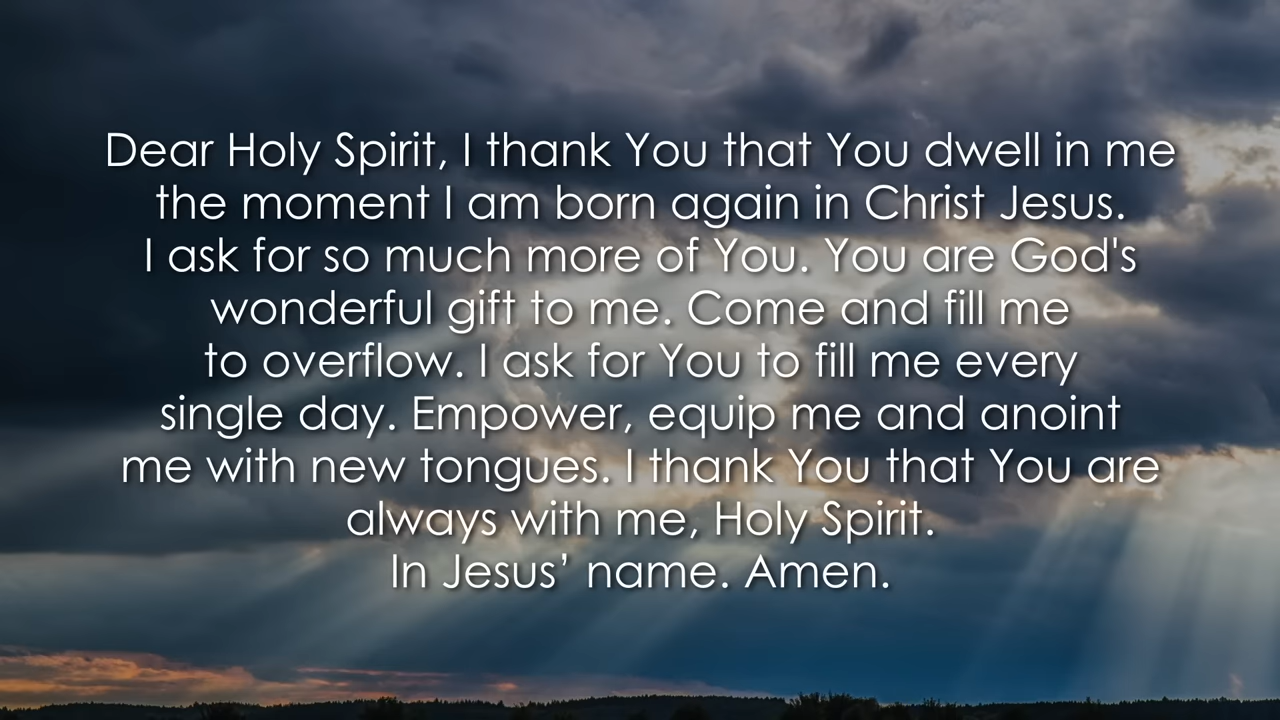 Dear Holy Spirit, I thank You that You dwell in me
the moment I am born again in Christ Jesus.
I ask for so much more of You. You are God's
wonderful gift to me. Come and fill me
to overflow. I ask for You to fill me every
single day. Empower, equip me and anoint
me with new tongues. I thank You that You are
always with me, Holy Spirit.
In Jesus’ name. Amen.